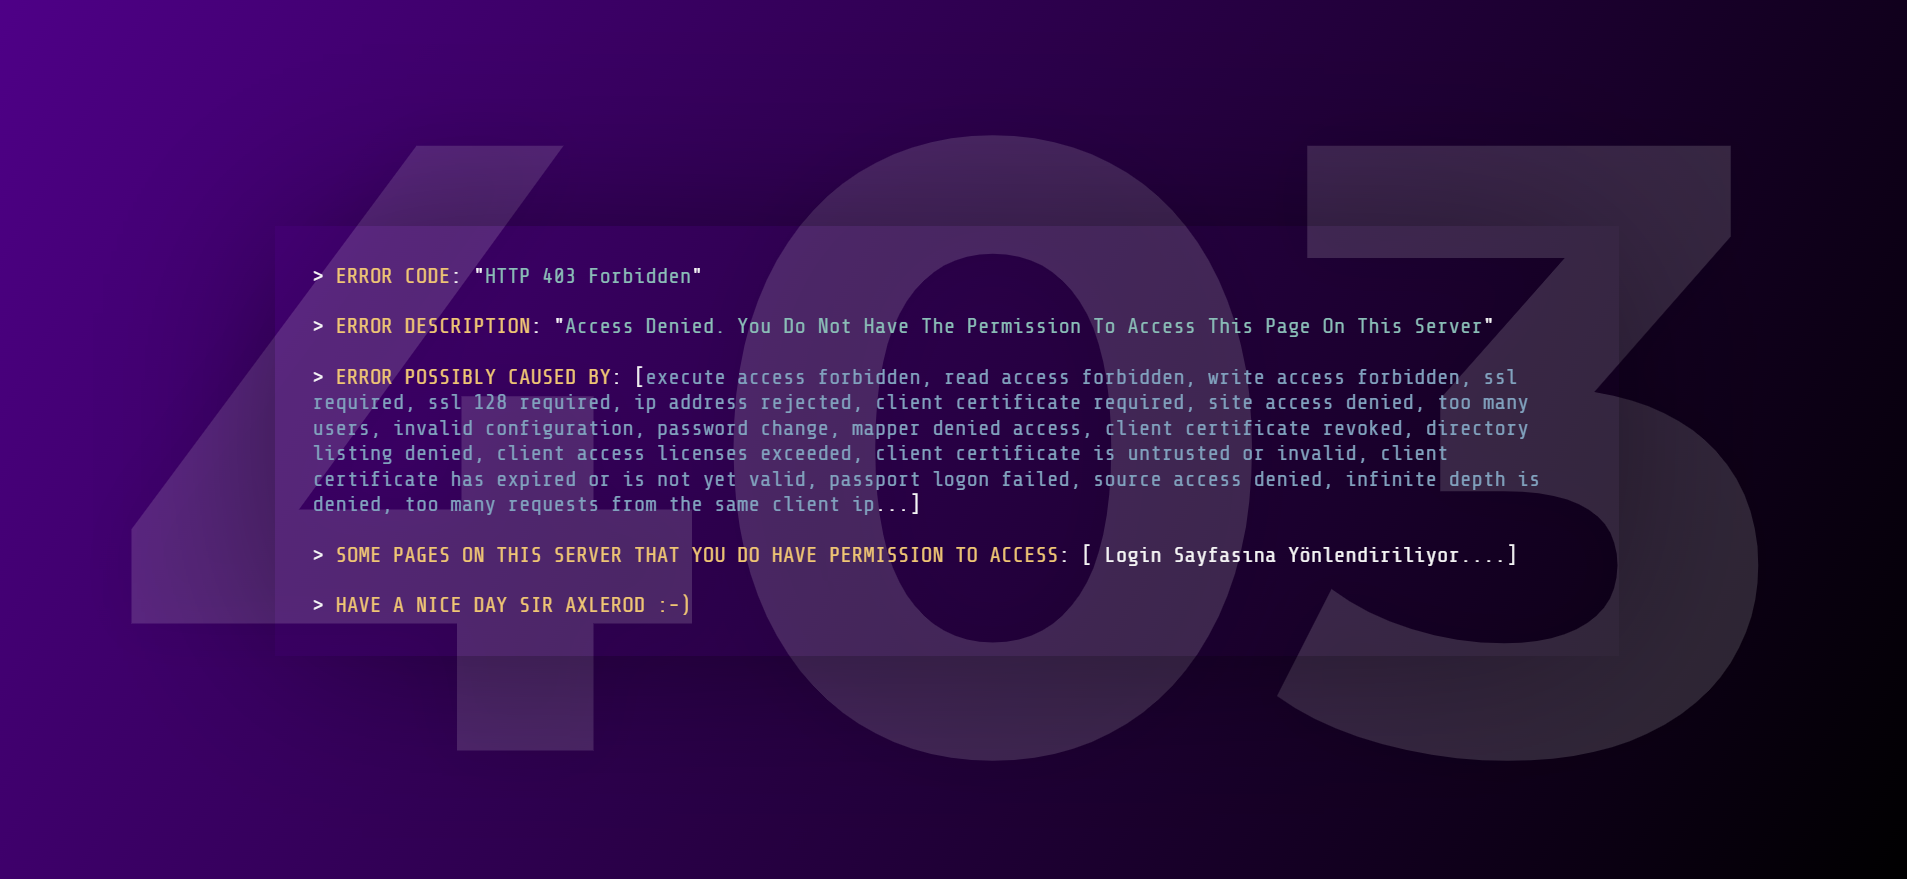 403
> ERROR CODE: "HTTP 403 Forbidden"
> ERROR DESCRIPTION: "Access Denied. You Do Not Have The Permission To Access This Page On This Server"
> ERROR POSSIBLY CAUSED BY: [execute access forbidden, read access forbidden, write access forbidden, ssl
required, ssl 128 required, ip address rejected, client certificate required, site access denied, too many
users, invalid configuration, password change, mapper denied access, client certificate revoked, directory
listing denied, client access licenses exceeded, client certificate is untrusted or invalid, client
certificate has expired or is not yet valid, passport logon failed, source access denied, infinite depth is
denied, too many requests from the same client ip...]
> SOME PAGES ON THIS SERVER THAT YOU DO HAVE PERMISSION TO ACCESS: [ Login Sayfasına Yönlendiriliyor....]
> HAVE A NICE DAY SIR AXLEROD :-)